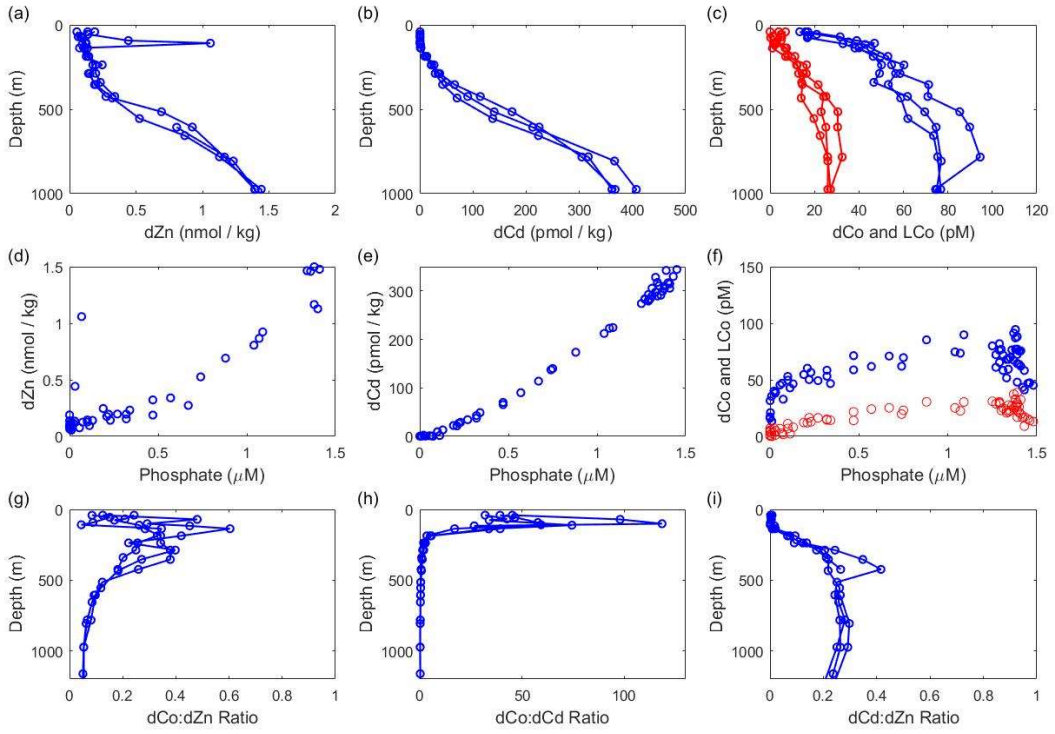 (a) (b) (c)
0 0 0
Depth (m) Depth (m) Depth (m)
500 500 500
1000 1000 1000
0 0.5 1 1.5 2 0 100 200 300 400 500 0 20 40 60 80 100 120
dZn (nmol / kg) dCd (pmol / kg) dCo and LCo (pM)
(d) (e) (f)
1.5 300 150
dZn (nmol / kg) dCd (pmol / kg) dCo and LCo (pM)
1 200 100
0.5 100 50
0 0 0
0 0.5 1 1.5 0 0.5 1 1.5 0 0.5 1 1.5
Phosphate (μM) Phosphate (μM) Phosphate (μM)
(g) (h) (i)
0 0 0
Depth (m) Depth (m) Depth (m)
500 500 500
1000 1000 1000
0 0.2 0.4 0.6 0.8 1 0 50 100 0 0.2 0.4 0.6 0.8 1
dCo:dZn Ratio dCo:dCd Ratio dCd:dZn Ratio